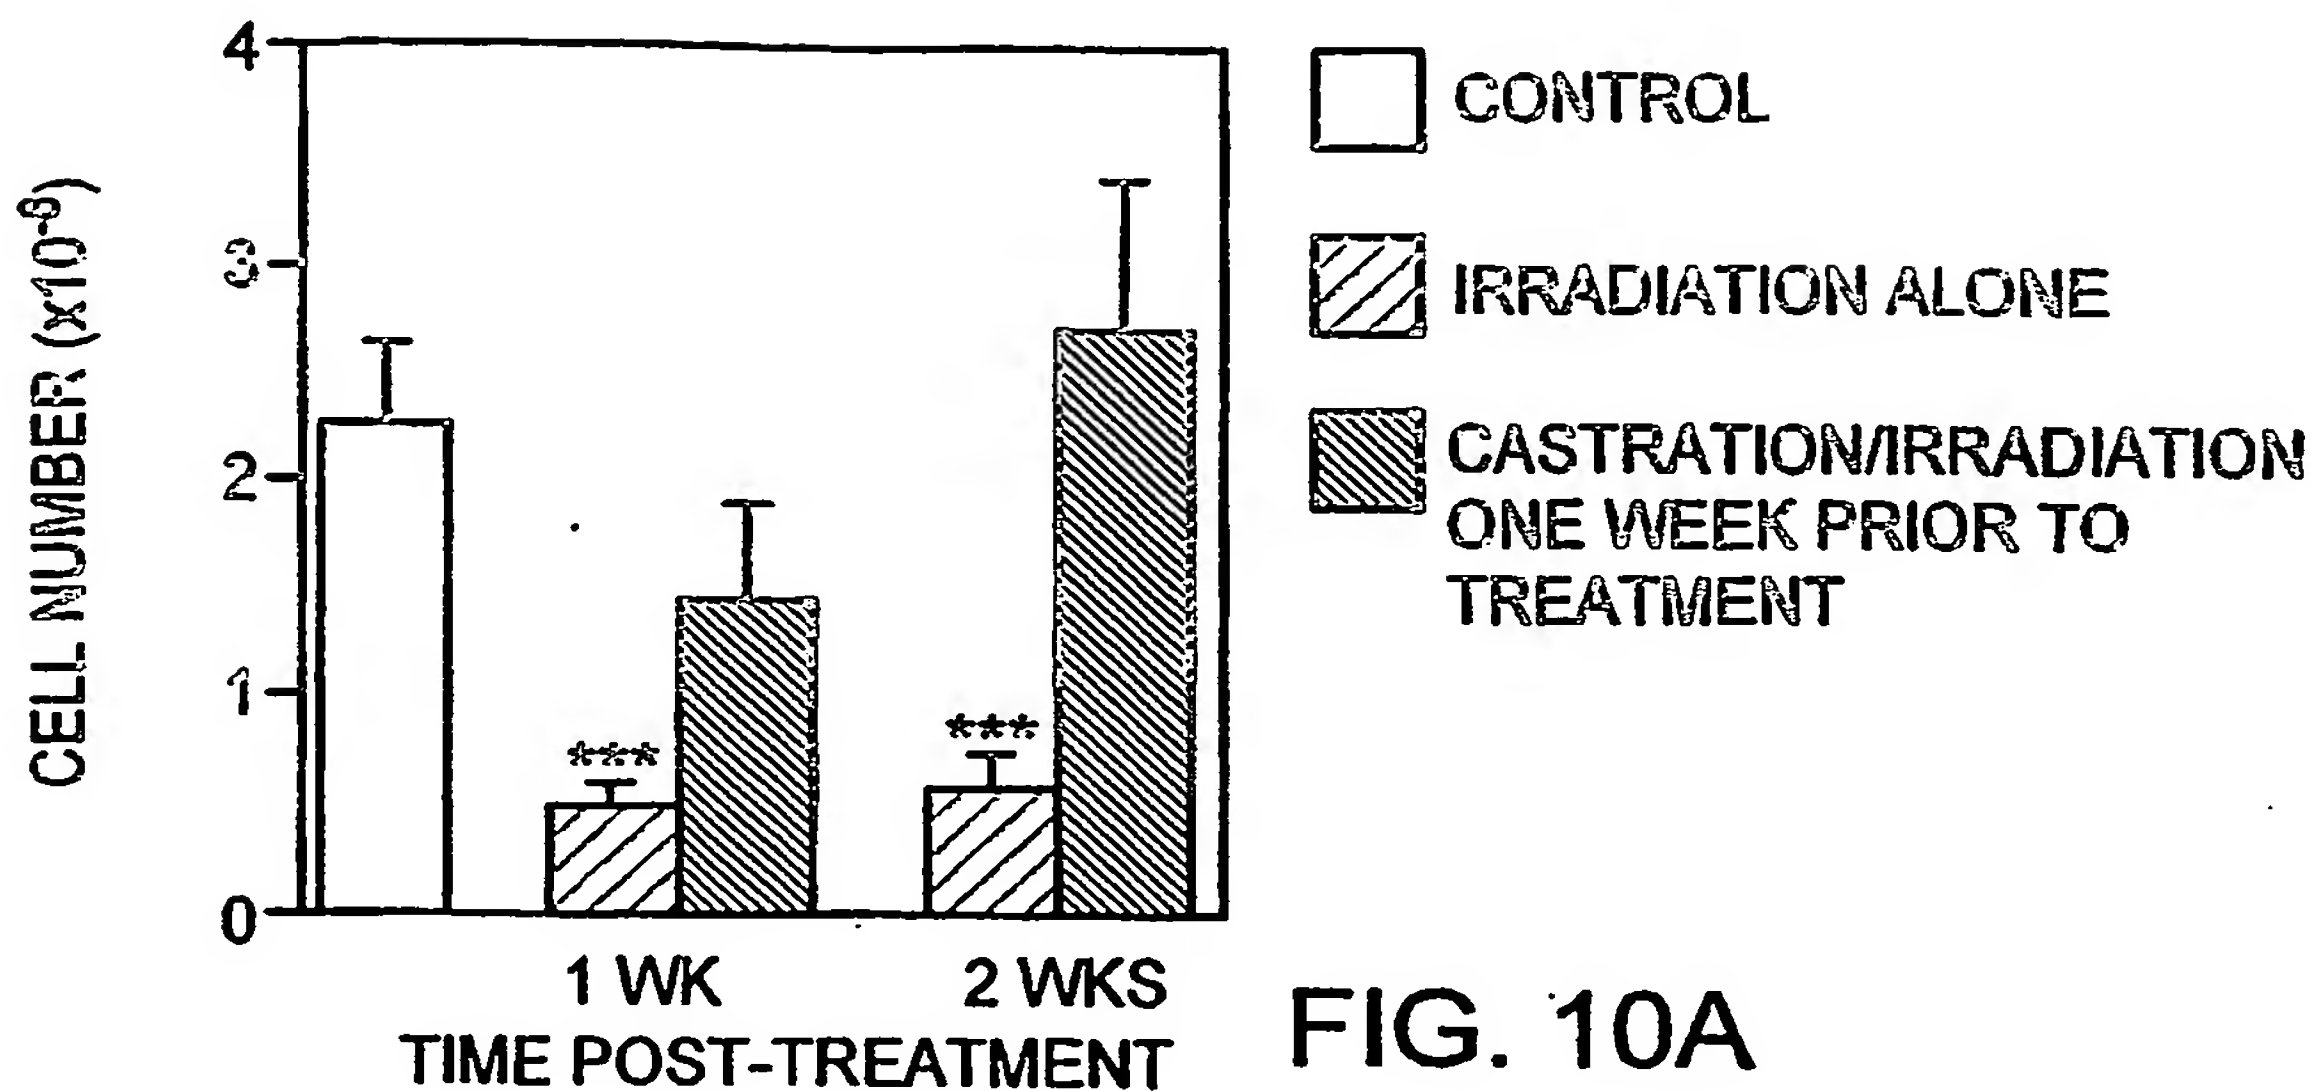 4
3
2
1
0
CELL NUMBER (x10⁻⁸)
***
***
1 WK
2 WKS
TIME POST-TREATMENT
CONTROL
IRRADIATION ALONE
CASTRATION/IRRADIATION
ONE WEEK PRIOR TO
TREATMENT
FIG. 10A